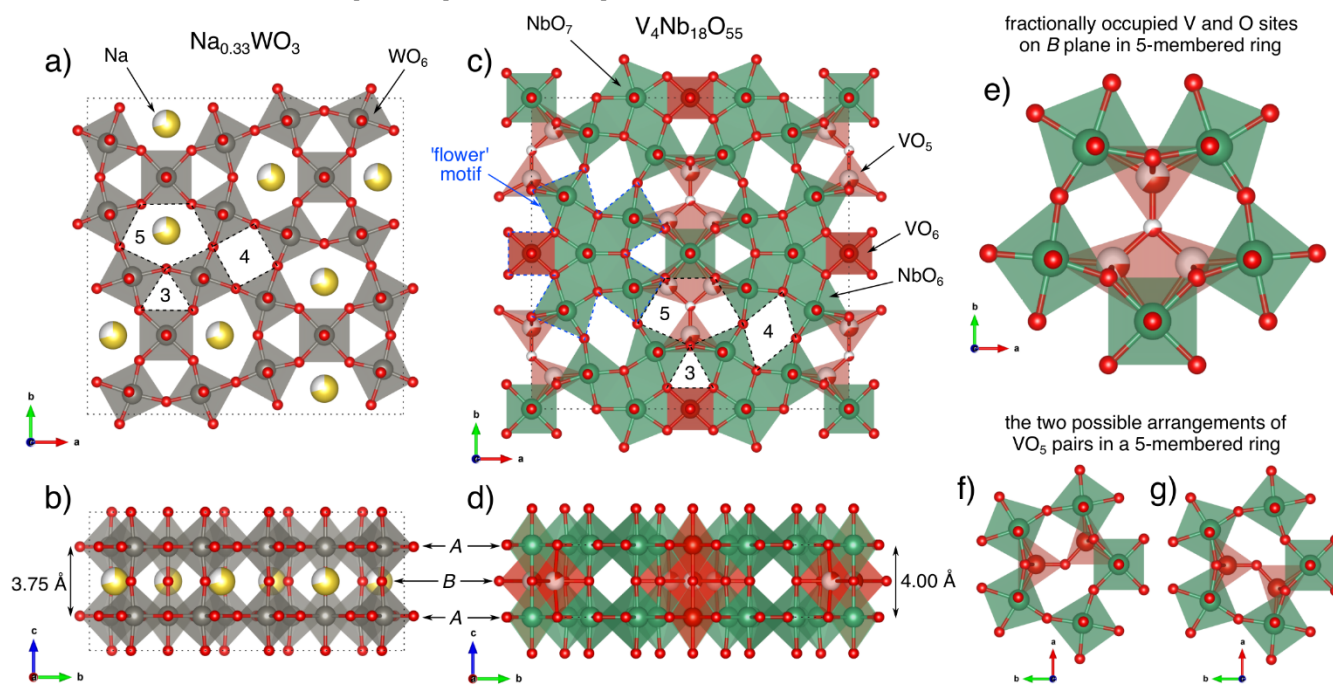 Na0.33WO3
V4Nb18O55
fractionally occupied V and O sites
on B plane in 5-membered ring
a)
Na
WO6
5
4
3
b
a
c)
NbO7
'flower'
motif
VO5
VO6
NbO6
5
4
3
b
a
e)
b
a
the two possible arrangements of
VO5 pairs in a 5-membered ring
b)
3.75 Å
A
B
A
c
b
d)
4.00 Å
c
b
f)
a
b
g)
a
b